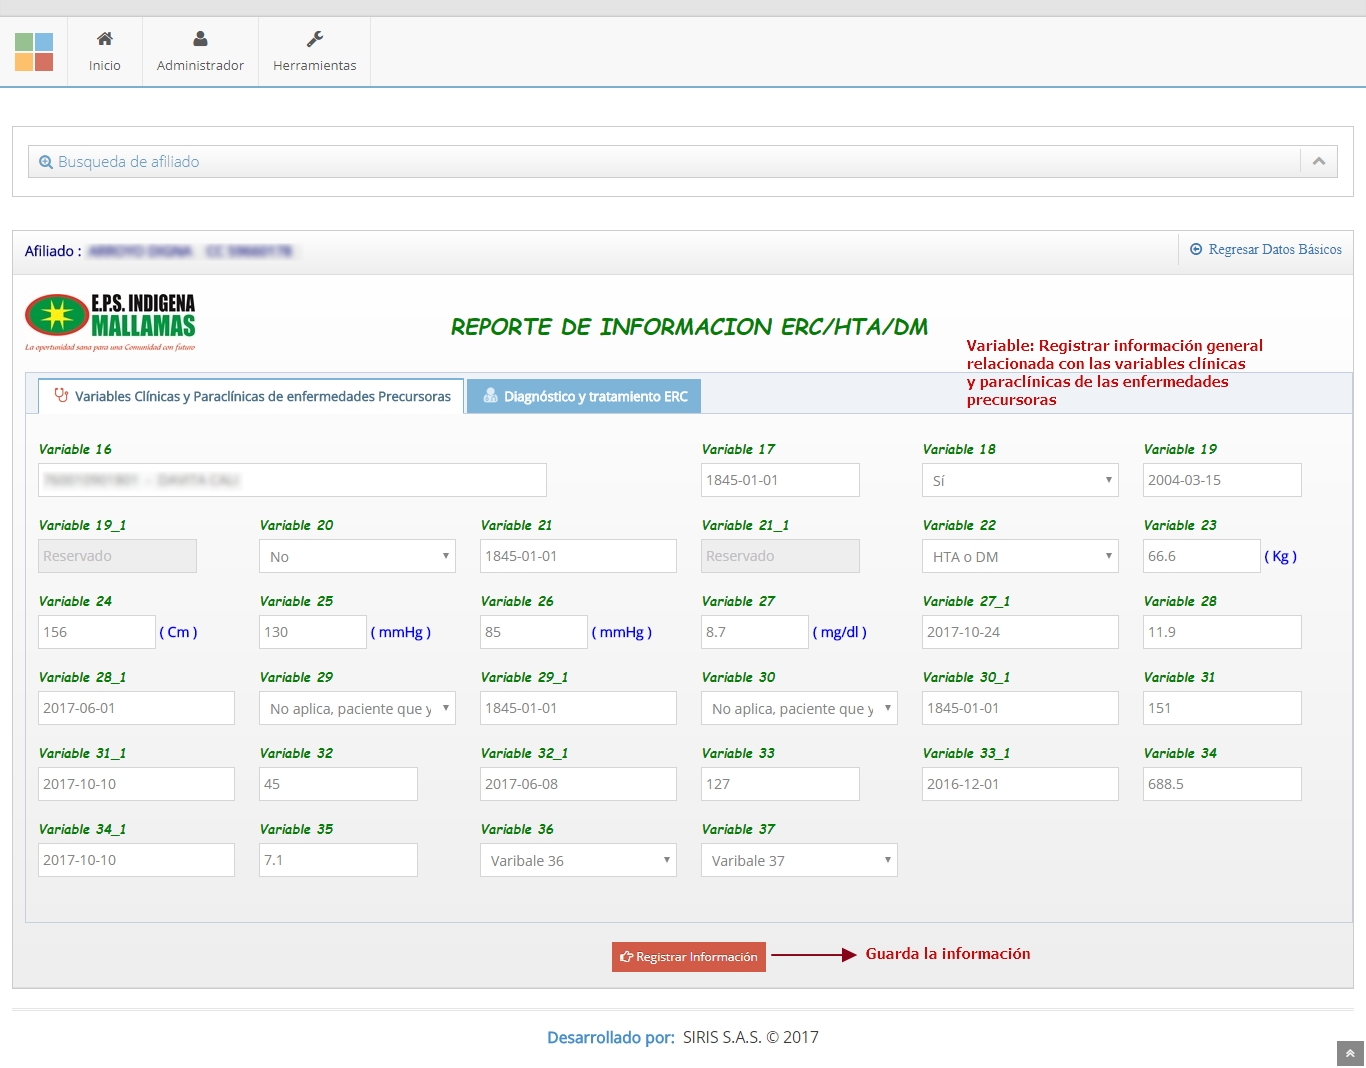 Inicio
Administrador
Herramientas
Busqueda de afiliado
Afiliado :
Regresar Datos Básicos
E.P.S. INDIGENA
MALLAMAS
La oportunidad sana para una Comunidad con futuro
REPORTE DE INFORMACION ERC/HTA/DM
Variable: Registrar información general
relacionada con las variables clínicas
y paraclínicas de las enfermedades
precursoras
Variables Clínicas y Paraclínicas de enfermedades Precursoras
Diagnóstico y tratamiento ERC
Variable 16 Variable 17 Variable 18 Variable 19
1845-01-01 Sí 2004-03-15
Variable 19_1 Variable 20 Variable 21 Variable 21_1 Variable 22 Variable 23
Reservado No 1845-01-01 Reservado HTA o DM 66.6 ( Kg )
Variable 24 Variable 25 Variable 26 Variable 27 Variable 27_1 Variable 28
156 ( Cm ) 130 ( mmHg ) 85 ( mmHg ) 8.7 ( mg/dl ) 2017-10-24 11.9
Variable 28_1 Variable 29 Variable 29_1 Variable 30 Variable 30_1 Variable 31
2017-06-01 No aplica, paciente que y 1845-01-01 No aplica, paciente que y 1845-01-01 151
Variable 31_1 Variable 32 Variable 32_1 Variable 33 Variable 33_1 Variable 34
2017-10-10 45 2017-06-08 127 2016-12-01 688.5
Variable 34_1 Variable 35 Variable 36 Variable 37
2017-10-10 7.1 Varibale 36 Varibale 37
Registrar Información
Guarda la información
Desarrollado por: SIRIS S.A.S. © 2017